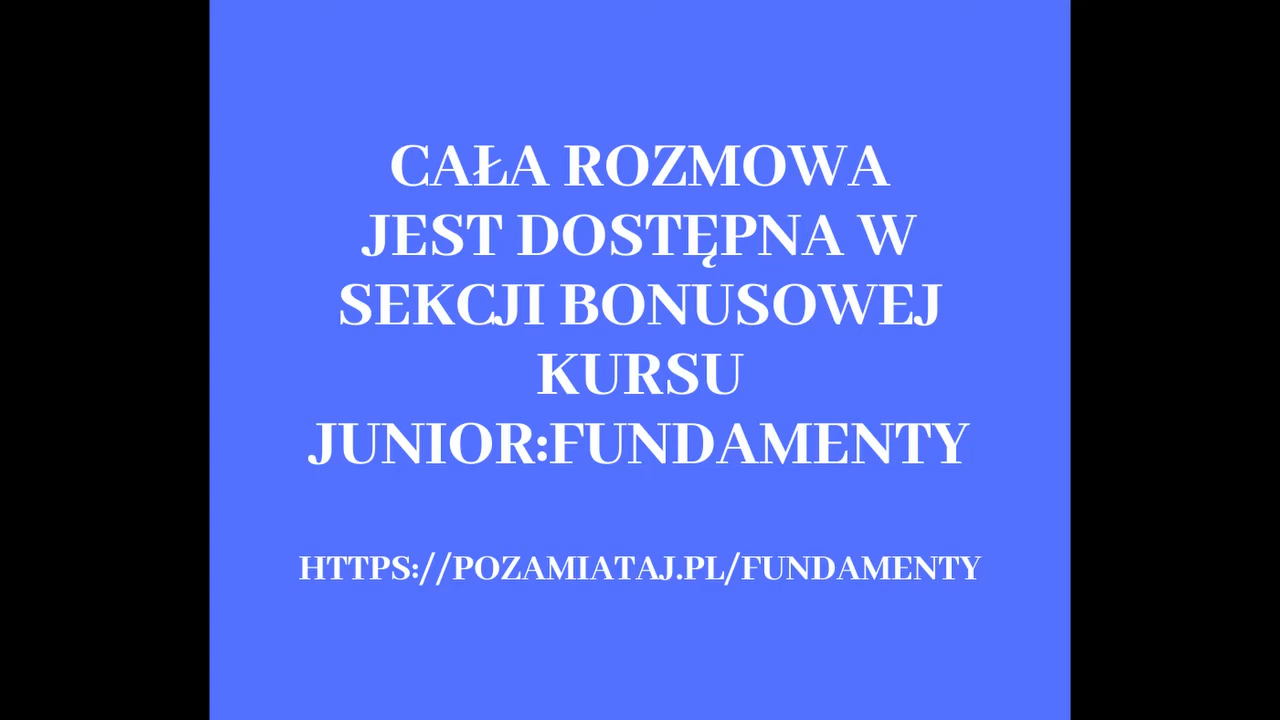 CAŁA ROZMOWA
JEST DOSTĘPNA W
SEKCJI BONUSOWEJ
KURSU
JUNIOR:FUNDAMENTY
HTTPS://POZAMIATAJ.PL/FUNDAMENTY